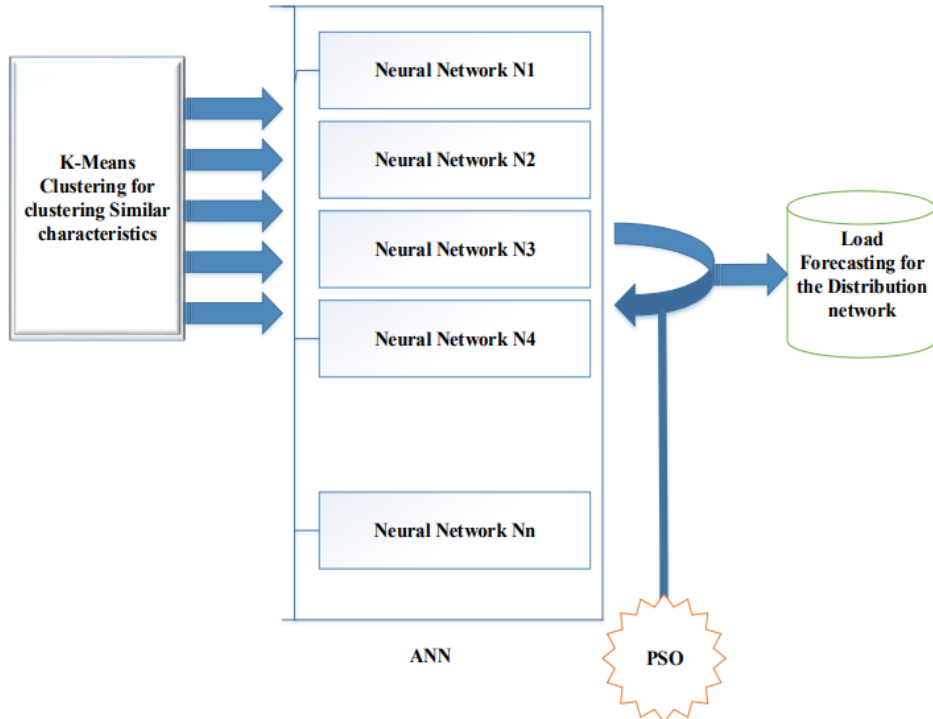 K-Means
Clustering for
clustering Similar
characteristics
Neural Network N1
Neural Network N2
Neural Network N3
Neural Network N4
Neural Network Nn
ANN
PSO
Load
Forecasting for
the Distribution
network